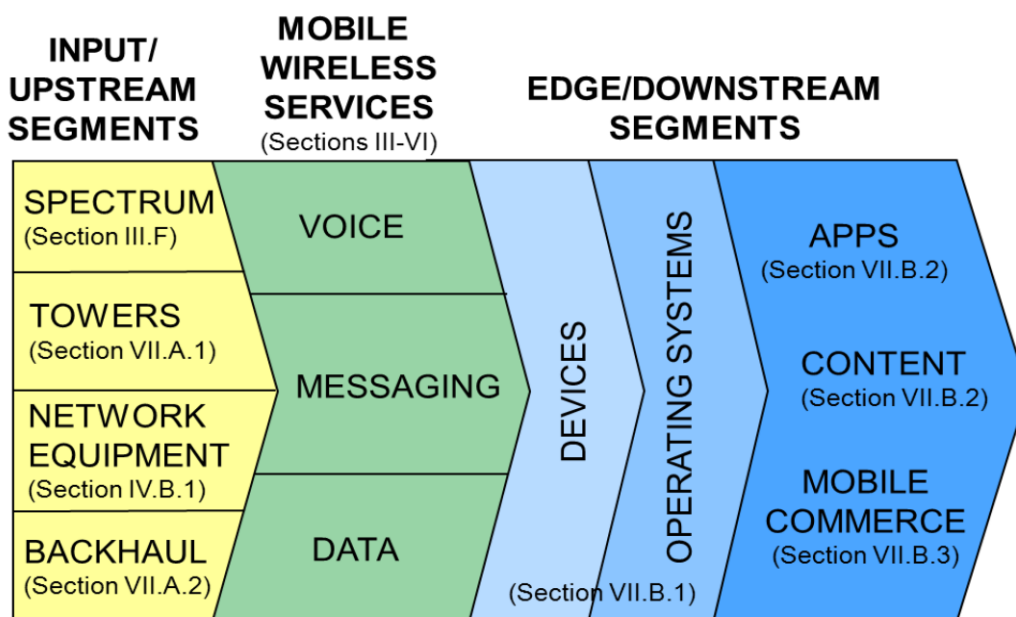 INPUT/
UPSTREAM
SEGMENTS
MOBILE
WIRELESS
SERVICES
(Sections III-VI)
EDGE/DOWNSTREAM
SEGMENTS
SPECTRUM
(Section III.F)
TOWERS
(Section VII.A.1)
NETWORK
EQUIPMENT
(Section IV.B.1)
BACKHAUL
(Section VII.A.2)
VOICE
MESSAGING
DATA
DEVICES
OPERATING SYSTEMS
(Section VII.B.1)
APPS
(Section VII.B.2)
CONTENT
(Section VII.B.2)
MOBILE
COMMERCE
(Section VII.B.3)